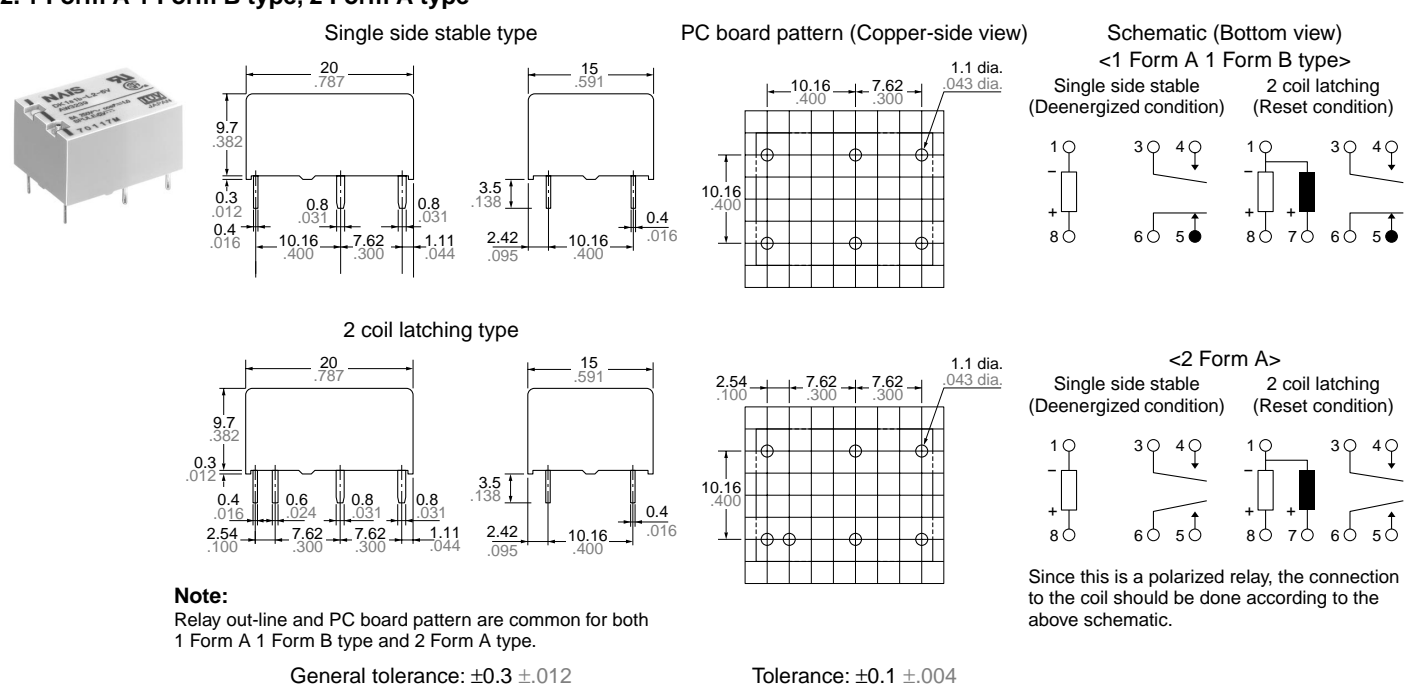 2. 1 Form A 1 Form B type, 2 Form A type
Single side stable type
PC board pattern (Copper-side view)
Schematic (Bottom view)
<1 Form A 1 Form B type>
Single side stable
(Deenergized condition)
2 coil latching
(Reset condition)
NAIS
JAPAN
70117M
20
.787
9.7
.382
0.3
.012
0.4
.016
0.8
.031
0.8
.031
10.16
.400
7.62
.300
1.11
.044
15
.591
3.5
.138
0.4
.016
2.42
.095
10.16
.400
10.16
.400
7.62
.300
1.1 dia.
.043 dia.
10.16
.400
1 3 4
– +
8 6 5
1 3 4
– + +
8 7 6 5
2 coil latching type
20
.787
9.7
.382
0.3
.012
0.4
.016
0.6
.024
0.8
.031
0.8
.031
2.54
.100
7.62
.300
7.62
.300
1.11
.044
15
.591
3.5
.138
0.4
.016
2.42
.095
10.16
.400
2.54
.100
7.62
.300
7.62
.300
1.1 dia.
.043 dia.
10.16
.400
<2 Form A>
Single side stable
(Deenergized condition)
2 coil latching
(Reset condition)
1 3 4
– +
8 6 5
1 3 4
– + +
8 7 6 5
Since this is a polarized relay, the connection
to the coil should be done according to the
above schematic.
Note:
Relay out-line and PC board pattern are common for both
1 Form A 1 Form B type and 2 Form A type.
General tolerance: ±0.3 ±.012
Tolerance: ±0.1 ±.004